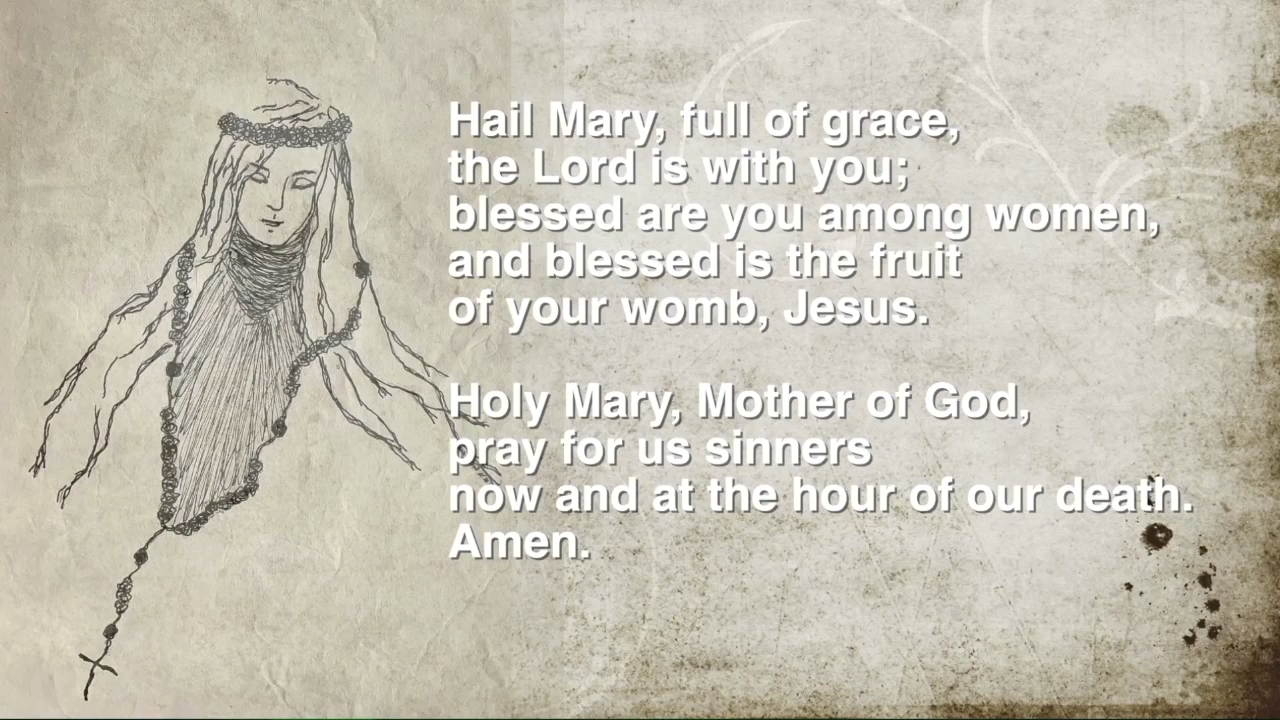 Hail Mary, full of grace,
the Lord is with you;
blessed are you among women,
and blessed is the fruit
of your womb, Jesus.
Holy Mary, Mother of God,
pray for us sinners
now and at the hour of our death.
Amen.